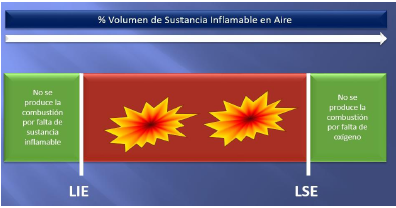 % Volumen de Sustancia Inflamable en Aire
No se
produce la
combustión
por falta de
sustancia
inflamable
No se
produce la
combustión
por falta de
oxígeno
LIE
LSE